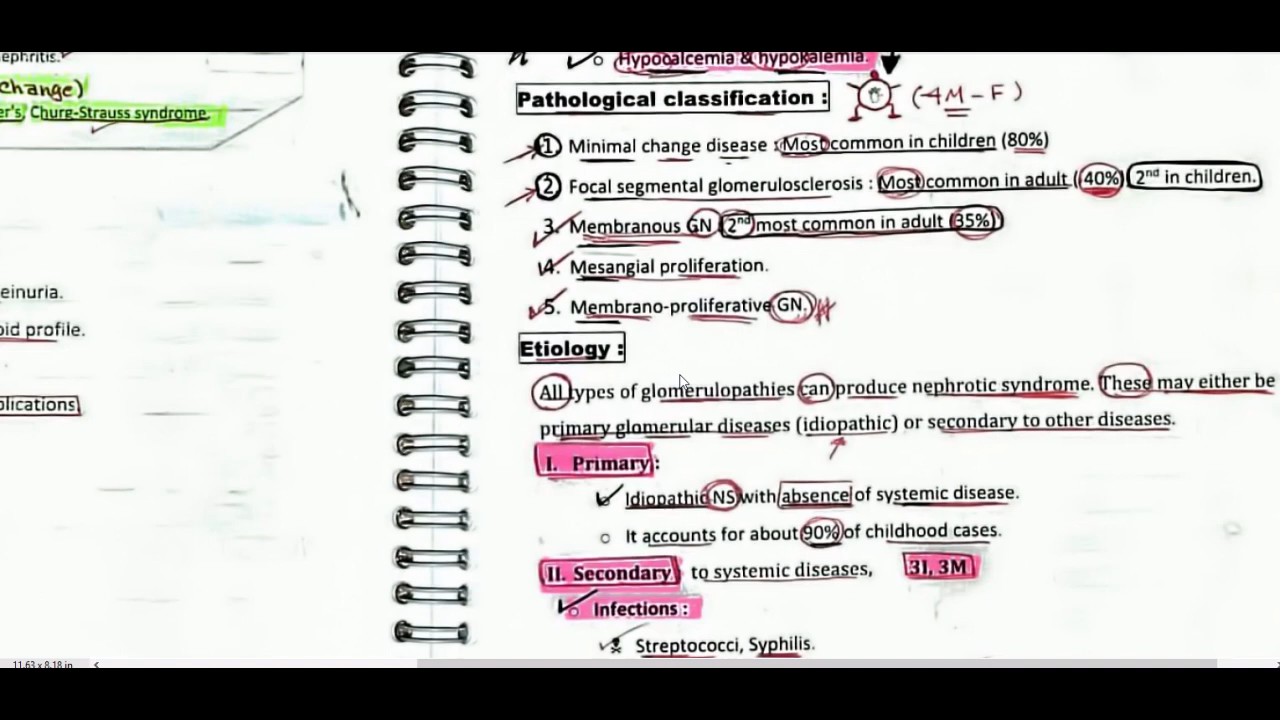 ephritis.
change)
er's, Churg-Strauss syndrome.
einuria.
oid profile.
plications
Hypocalcemia & hypokalemia.
Pathological classification : (4M-F)
1 Minimal change disease : Most common in children (80%)
2 Focal segmental glomerulosclerosis : Most common in adult (40%) 2nd in children.
3. Membranous GN (2nd most common in adult (35%)
4. Mesangial proliferation.
5. Membrano-proliferative GN.
Etiology :
All types of glomerulopathies can produce nephrotic syndrome. These may either be
primary glomerular diseases (idiopathic) or secondary to other diseases.
I. Primary :
Idiopathic NS with absence of systemic disease.
It accounts for about 90% of childhood cases.
II. Secondary to systemic diseases, 3I, 3M
Infections :
Streptococci, Syphilis.
11.63 x 8.18 in